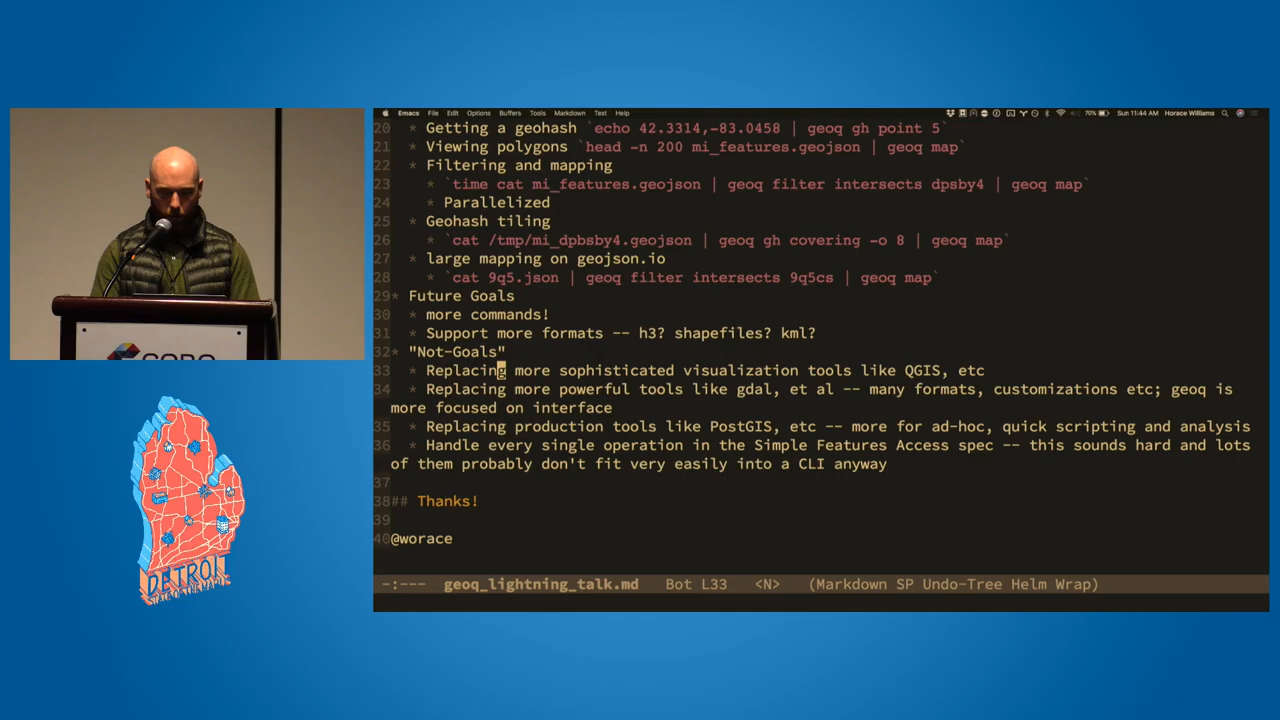 Emacs File Edit Options Buffers Tools Markdown Text Help
70% Sun 11:44 AM Horace Williams
20 * Getting a geohash `echo 42.3314,-83.0458 | geoq gh point 5`
21 * Viewing polygons `head -n 200 mi_features.geojson | geoq map`
22 * Filtering and mapping
23 * `time cat mi_features.geojson | geoq filter intersects dpsby4 | geoq map`
24 * Parallelized
25 * Geohash tiling
26 * `cat /tmp/mi_dpbsby4.geojson | geoq gh covering -o 8 | geoq map`
27 * large mapping on geojson.io
28 * `cat 9q5.json | geoq filter intersects 9q5cs | geoq map`
29 * Future Goals
30 * more commands!
31 * Support more formats -- h3? shapefiles? kml?
32 * "Not-Goals"
33 * Replacing more sophisticated visualization tools like QGIS, etc
34 * Replacing more powerful tools like gdal, et al -- many formats, customizations etc; geoq is
more focused on interface
35 * Replacing production tools like PostGIS, etc -- more for ad-hoc, quick scripting and analysis
36 * Handle every single operation in the Simple Features Access spec -- this sounds hard and lots
of them probably don't fit very easily into a CLI anyway
37
38 ## Thanks!
39
40 @worace
-:--- geoq_lightning_talk.md Bot L33 <N> (Markdown SP Undo-Tree Helm Wrap)
DETROIT